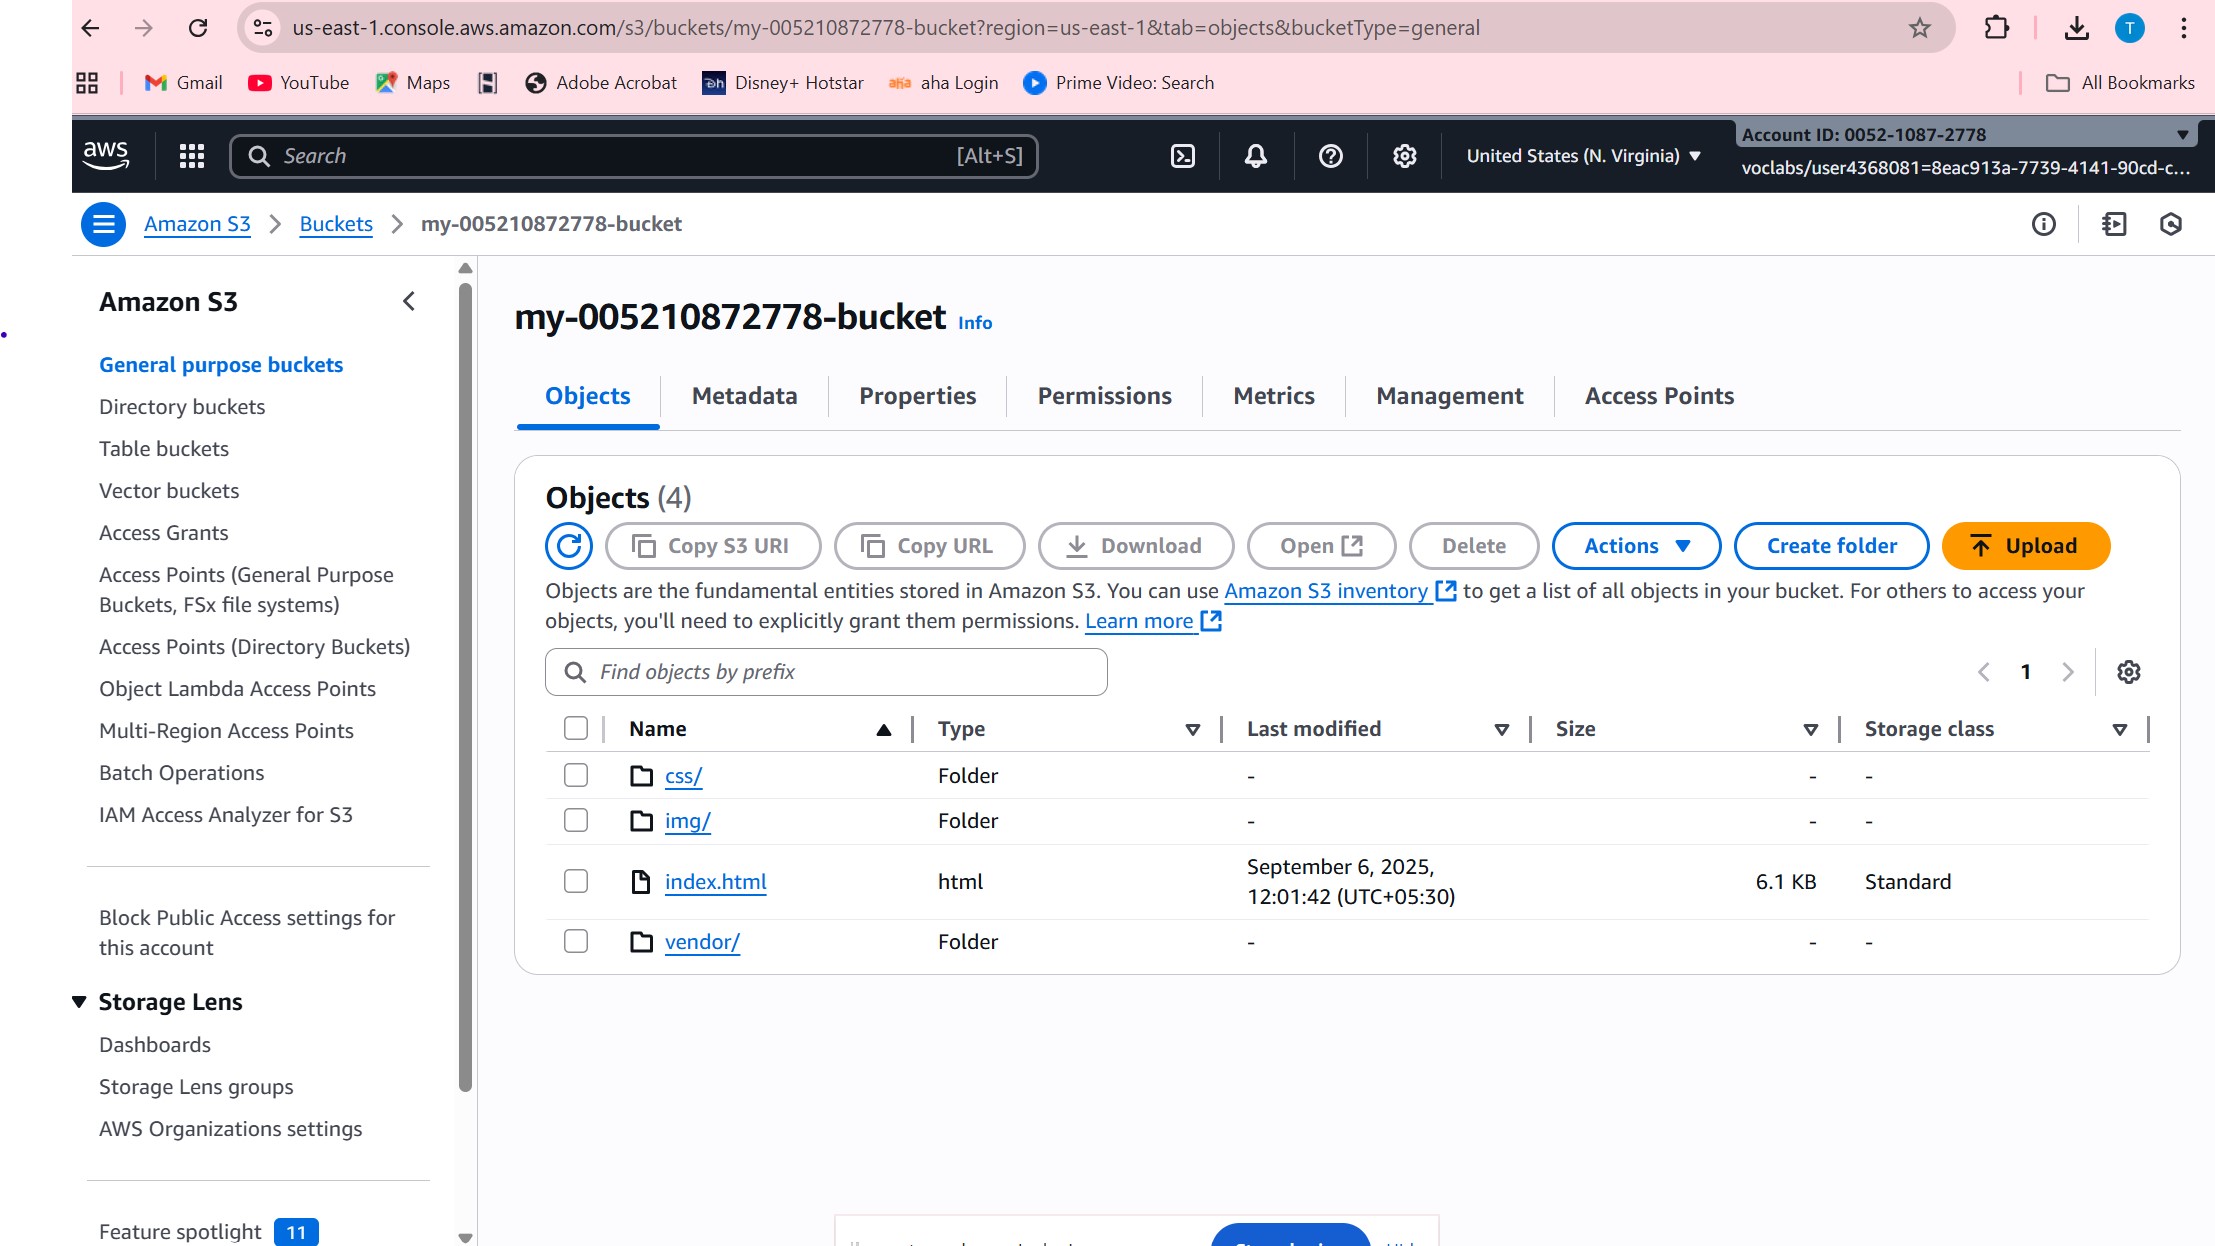 us-east-1.console.aws.amazon.com/s3/buckets/my-005210872778-bucket?region=us-east-1&tab=objects&bucketType=general
T
Gmail YouTube Maps Adobe Acrobat Disney+ Hotstar aha aha Login Prime Video: Search All Bookmarks
aws Search [Alt+S] United States (N. Virginia) Account ID: 0052-1087-2778
voclabs/user4368081=8eac913a-7739-4141-90cd-c...
Amazon S3 Buckets my-005210872778-bucket
Amazon S3
General purpose buckets
Directory buckets
Table buckets
Vector buckets
Access Grants
Access Points (General Purpose
Buckets, FSx file systems)
Access Points (Directory Buckets)
Object Lambda Access Points
Multi-Region Access Points
Batch Operations
IAM Access Analyzer for S3
Block Public Access settings for
this account
Storage Lens
Dashboards
Storage Lens groups
AWS Organizations settings
Feature spotlight 11
my-005210872778-bucket Info
Objects Metadata Properties Permissions Metrics Management Access Points
Objects (4)
Copy S3 URI Copy URL Download Open Delete Actions Create folder Upload
Objects are the fundamental entities stored in Amazon S3. You can use Amazon S3 inventory to get a list of all objects in your bucket. For others to access your
objects, you'll need to explicitly grant them permissions. Learn more
Find objects by prefix
1
Name Type Last modified Size Storage class
css/ Folder - - -
img/ Folder - - -
index.html html September 6, 2025,
12:01:42 (UTC+05:30) 6.1 KB Standard
vendor/ Folder - - -